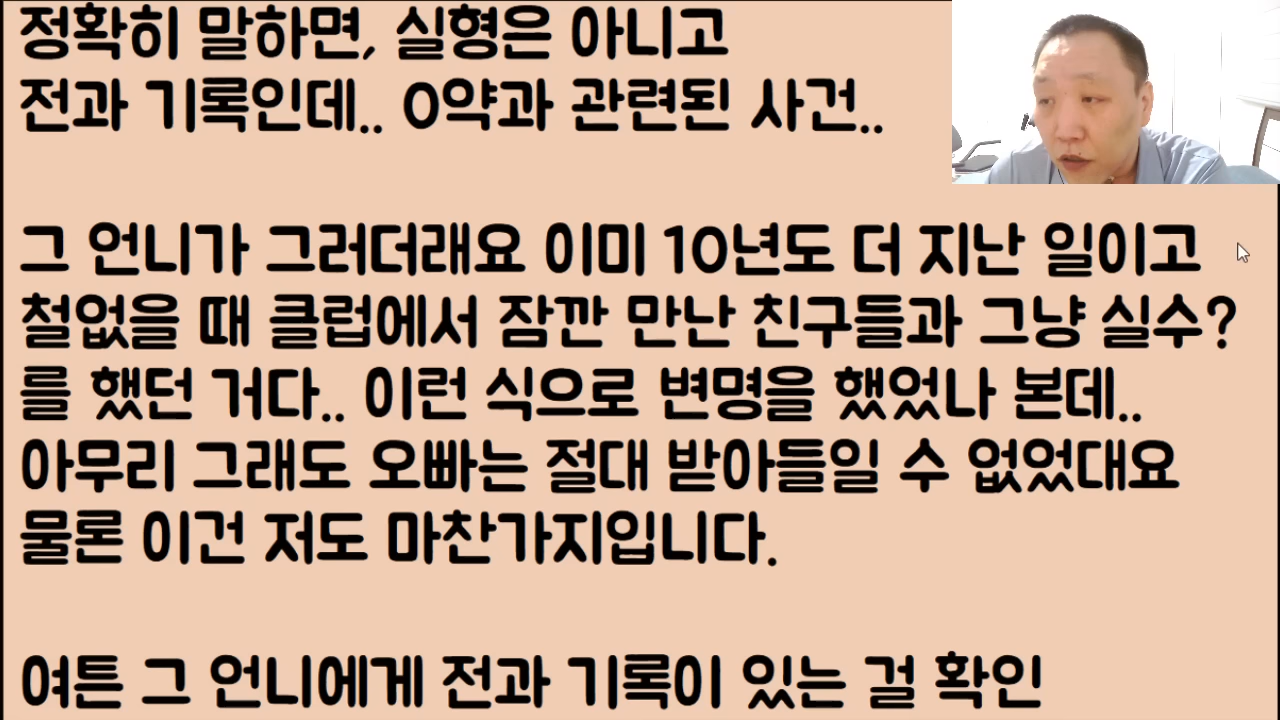 정확히 말하면, 실형은 아니고
전과 기록인데.. 0약과 관련된 사건..
그 언니가 그러더래요 이미 10년도 더 지난 일이고
철없을 때 클럽에서 잠깐 만난 친구들과 그냥 실수?
를 했던 거다.. 이런 식으로 변명을 했었나 본데..
아무리 그래도 오빠는 절대 받아들일 수 없었대요
물론 이건 저도 마찬가지입니다.
여튼 그 언니에게 전과 기록이 있는 걸 확인